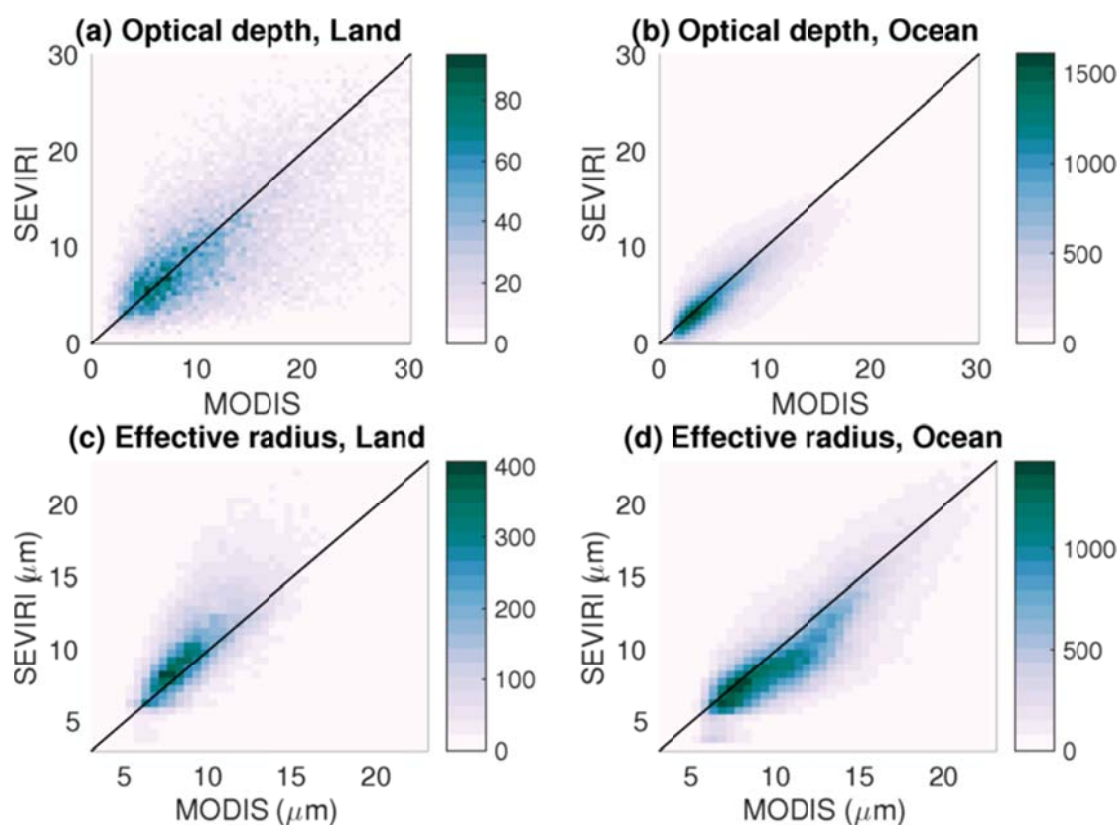 (a) Optical depth, Land
(b) Optical depth, Ocean
30
20
10
0
SEVIRI
0 10 20 30
MODIS
80
60
40
20
0
30
20
10
0
SEVIRI
0 10 20 30
MODIS
1500
1000
500
0
(c) Effective radius, Land
(d) Effective radius, Ocean
20
15
10
5
SEVIRI (μm)
5 10 15 20
MODIS (μm)
400
300
200
100
0
20
15
10
5
SEVIRI (μm)
5 10 15 20
MODIS (μm)
1000
500
0